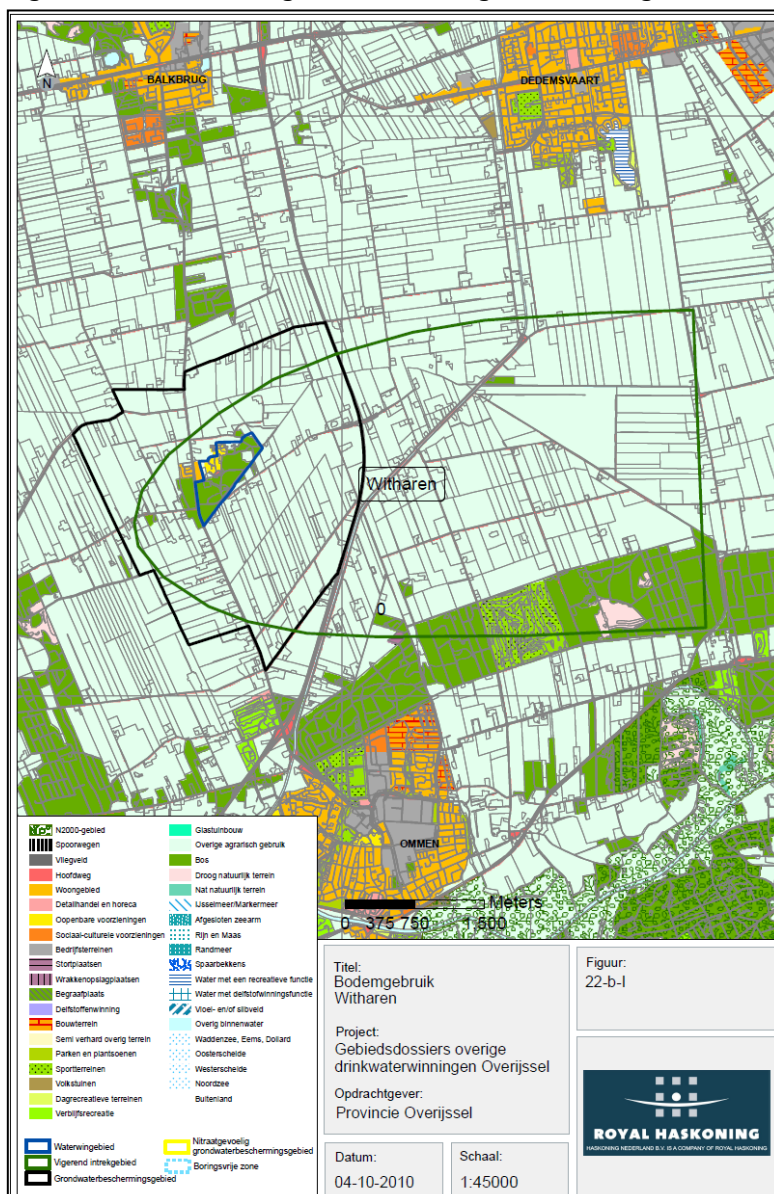 BALKBRUG
DEDEMSVAART
N
Witharen
0
OMMEN
Meters
0 375 750 1.500
N2000-gebied
Spoorwegen
Vliegveld
Hoofdweg
Woongebied
Detailhandel en horeca
Oopenbare voorzieningen
Sociaal-culturele voorzieningen
Bedrijfsterreinen
Stortplaatsen
Wrakkenopslagplaatsen
Begraafplaats
Delfstoffenwinning
Bouwterrein
Semi verhard overig terrein
Parken en plantsoenen
Sportterreinen
Volkstuinen
Dagrecreatieve terreinen
Verblijfsrecreatie
Glastuinbouw
Overige agrarisch gebruik
Bos
Droog natuurlijk terrein
Nat natuurlijk terrein
IJsselmeer/Markermeer
Afgesloten zeearm
Rijn en Maas
Randmeer
Spaarbekkens
Water met een recreatieve functie
Water met delfstofwinningsfunctie
Vloei- en/of slibveld
Overig binnenwater
Waddenzee, Eems, Dollard
Oosterschelde
Westerschelde
Noordzee
Buitenland
Waterwingebied
Vigerend intrekgebied
Grondwaterbeschermingsgebied
Nitraatgevoelig
grondwaterbeschermingsgebied
Boringsvrije zone
Titel:
Bodemgebruik
Witharen
Project:
Gebiedsdossiers overige
drinkwaterwinningen Overijssel
Opdrachtgever:
Provincie Overijssel
Datum:
04-10-2010
Schaal:
1:45000
Figuur:
22-b-I
ROYAL HASKONING
HASKONING NEDERLAND B.V. IS A COMPANY OF ROYAL HASKONING